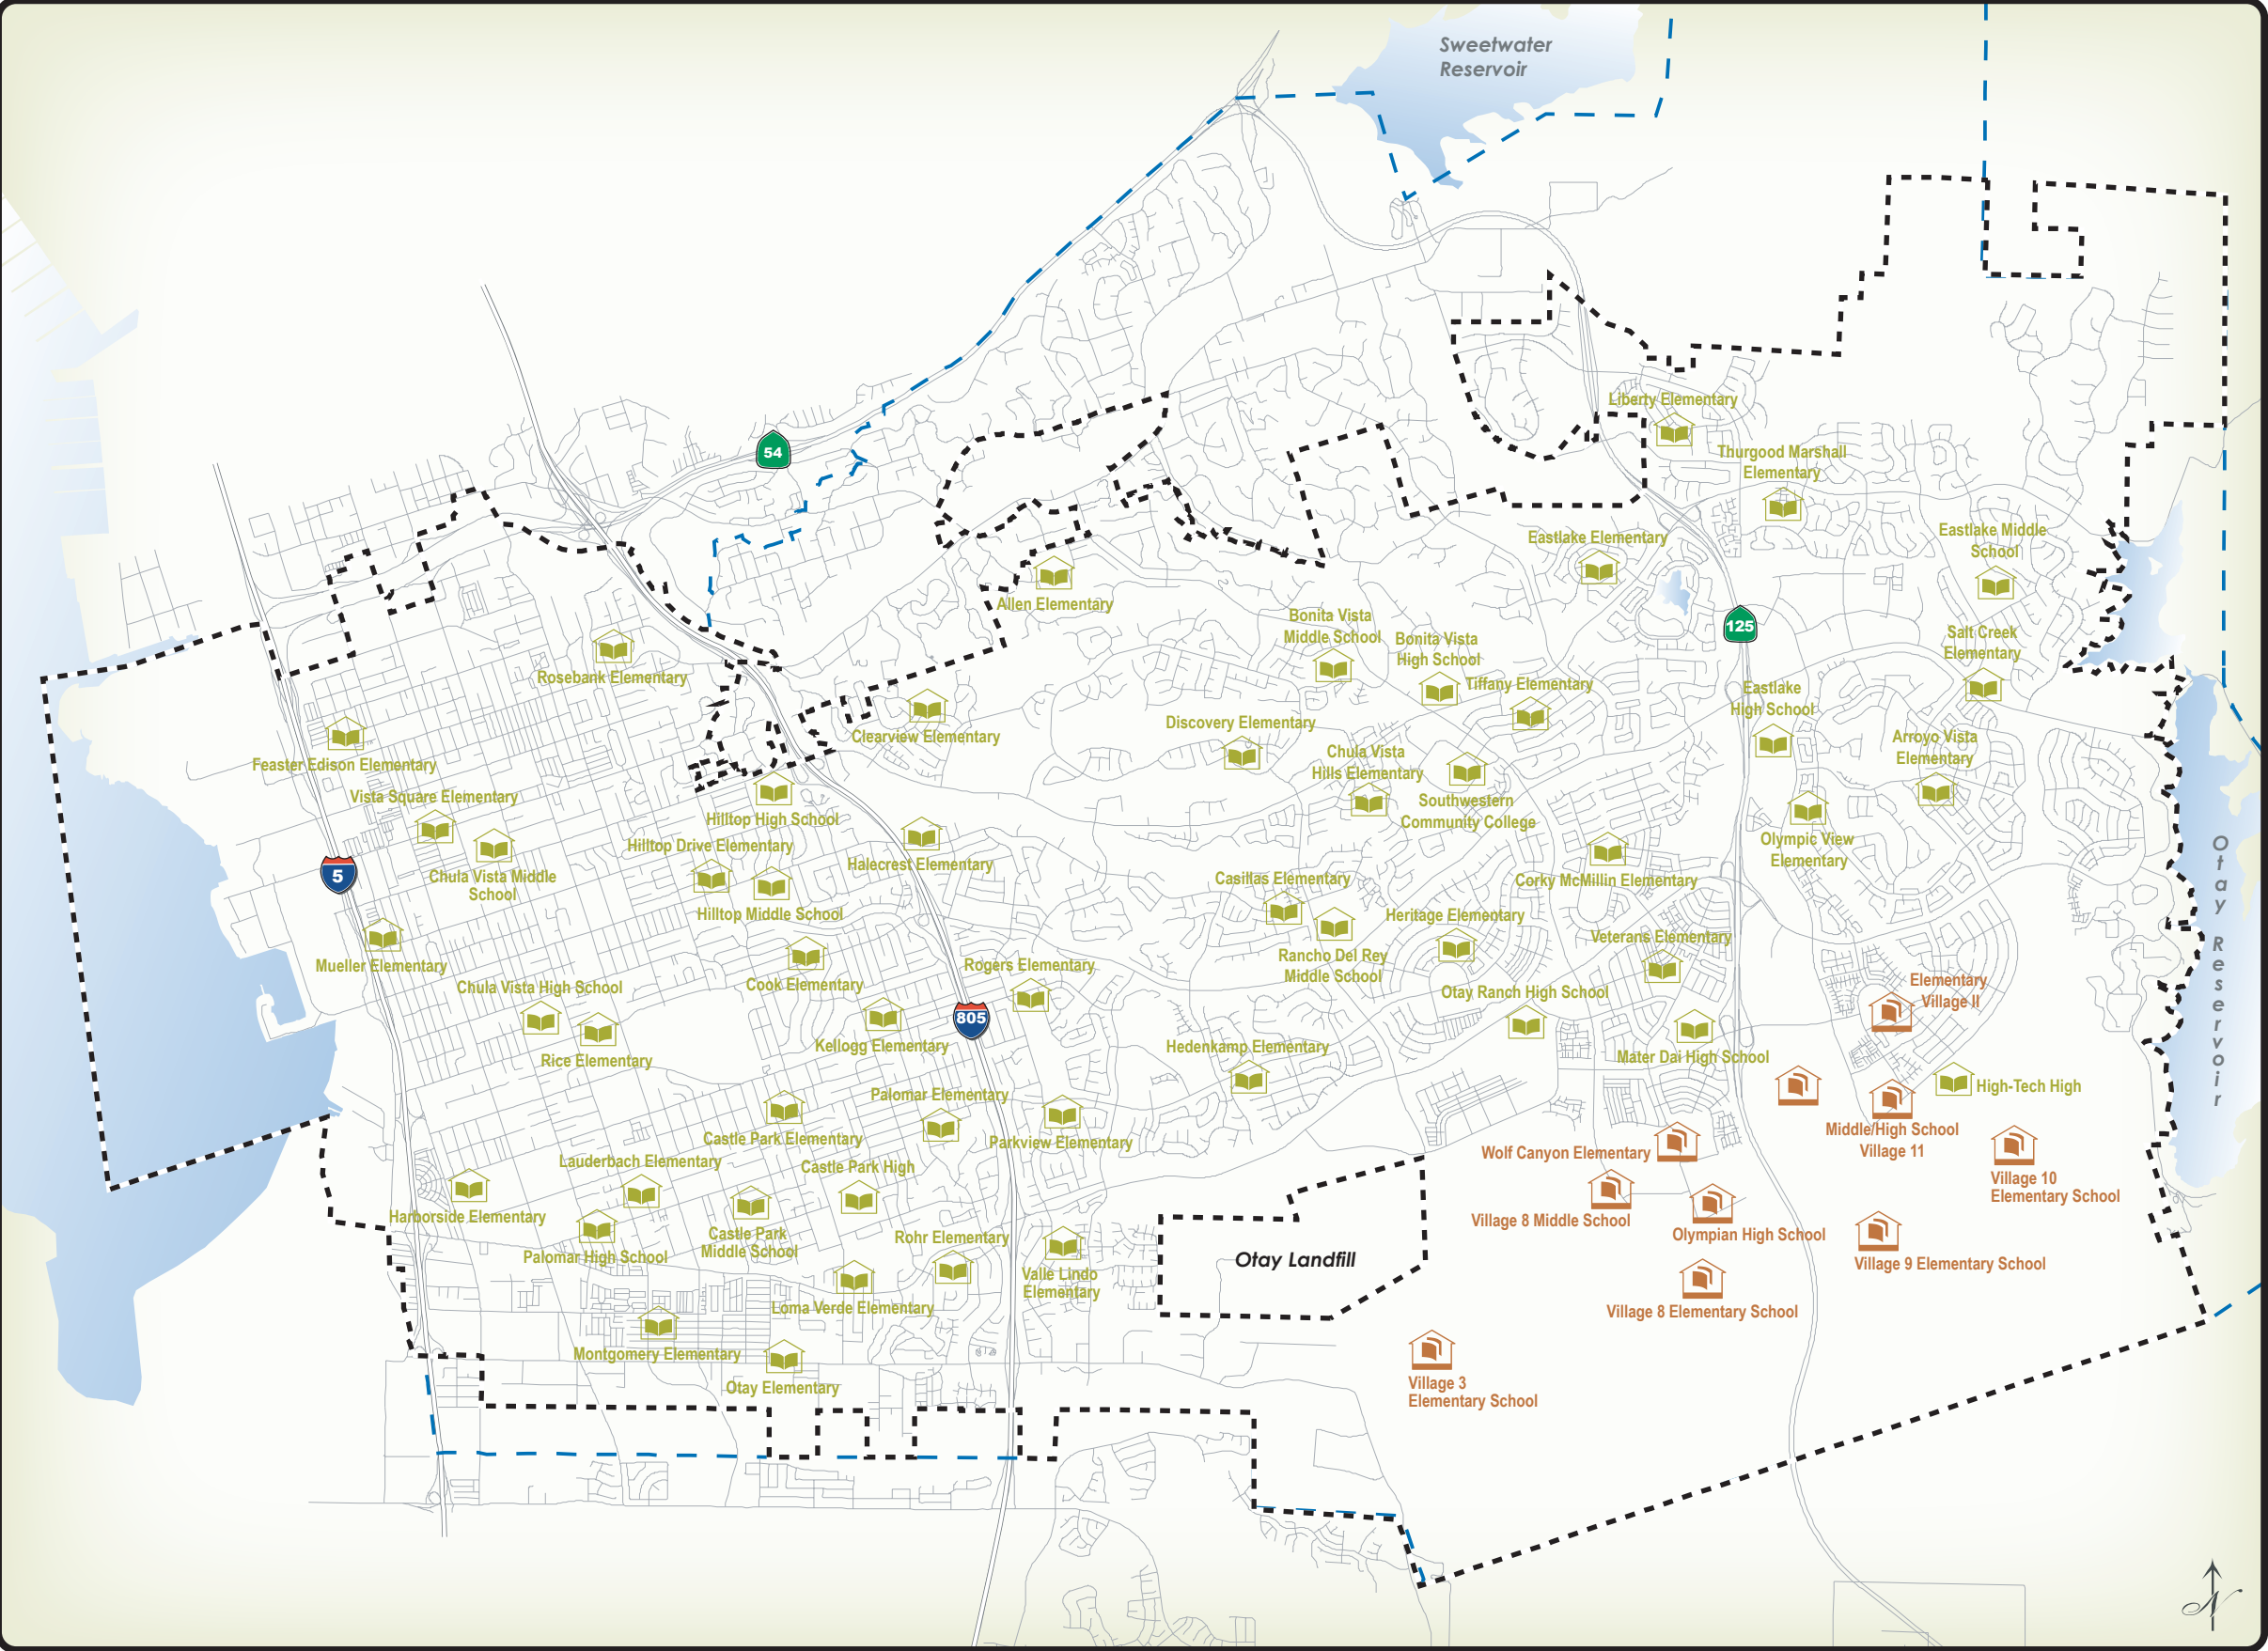 Sweetwater
Reservoir
54
Liberty Elementary
Thurgood Marshall
Elementary
Eastlake Elementary
Eastlake Middle
School
Allen Elementary
Bonita Vista
Middle School
Bonita Vista
High School
125
Salt Creek
Elementary
Rosebank Elementary
Tiffany Elementary
Eastlake
High School
Clearview Elementary
Discovery Elementary
Arroyo Vista
Elementary
Feaster Edison Elementary
Chula Vista
Hills Elementary
Vista Square Elementary
Southwestern
Community College
Hilltop High School
Hilltop Drive Elementary
Halecrest Elementary
Olympic View
Elementary
5
Chula Vista Middle
School
Casillas Elementary
Corky McMillin Elementary
Hilltop Middle School
Heritage Elementary
Veterans Elementary
Otay Reservoir
Mueller Elementary
Rogers Elementary
Rancho Del Rey
Middle School
Cook Elementary
Chula Vista High School
Otay Ranch High School
Elementary
Village II
805
Kellogg Elementary
Rice Elementary
Hedenkamp Elementary
Mater Dai High School
High-Tech High
Palomar Elementary
Castle Park Elementary
Parkview Elementary
Middle/High School
Village 11
Wolf Canyon Elementary
Lauderbach Elementary
Castle Park High
Village 10
Elementary School
Harborside Elementary
Village 8 Middle School
Olympian High School
Palomar High School
Castle Park
Middle School
Rohr Elementary
Otay Landfill
Village 9 Elementary School
Valle Lindo
Elementary
Loma Verde Elementary
Village 8 Elementary School
Montgomery Elementary
Otay Elementary
Village 3
Elementary School
N